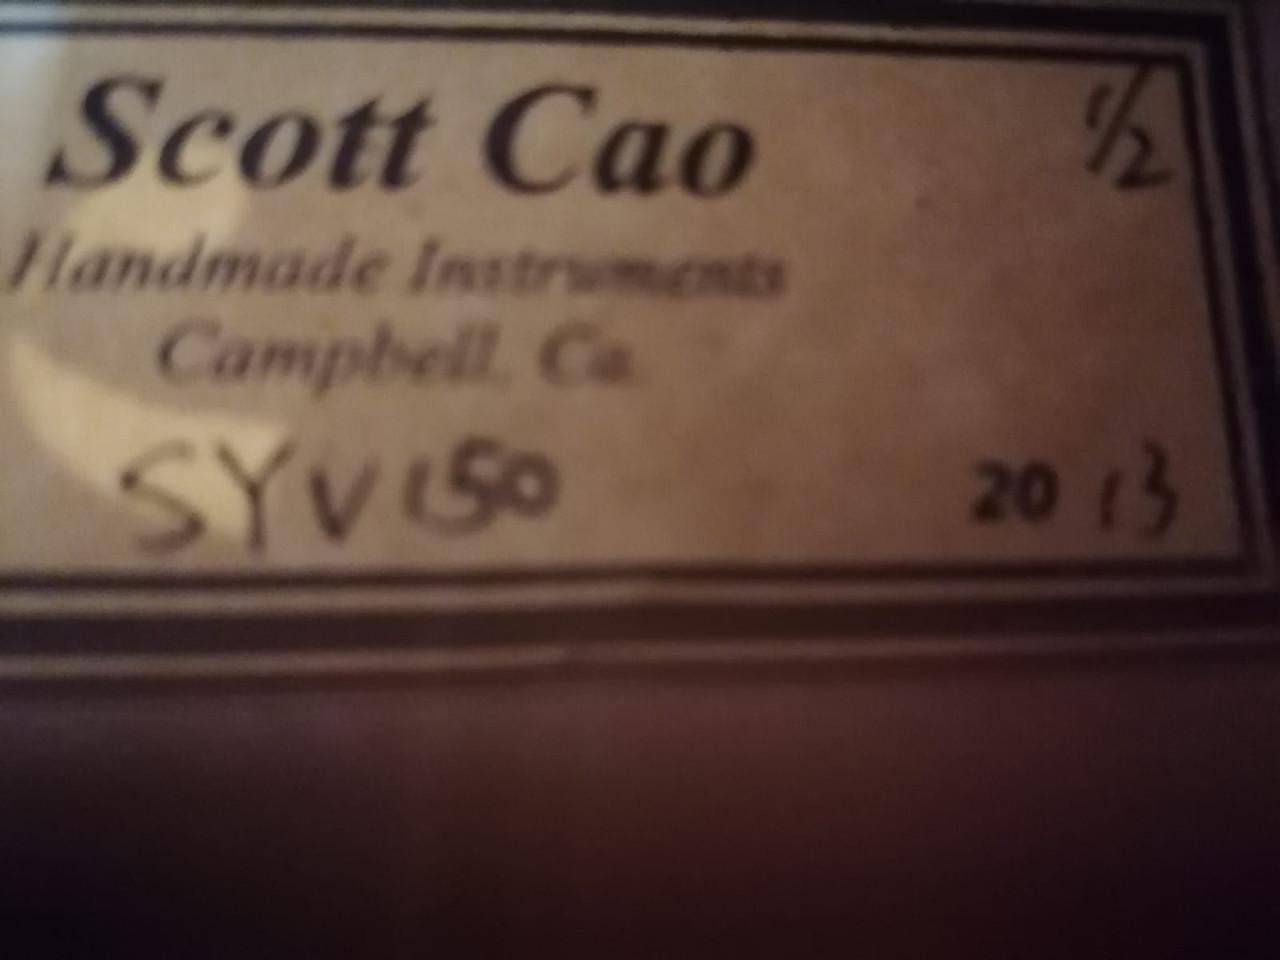 Scott Cao 1/2
Handmade Instruments
Campbell, Ca.
SYV150 2013